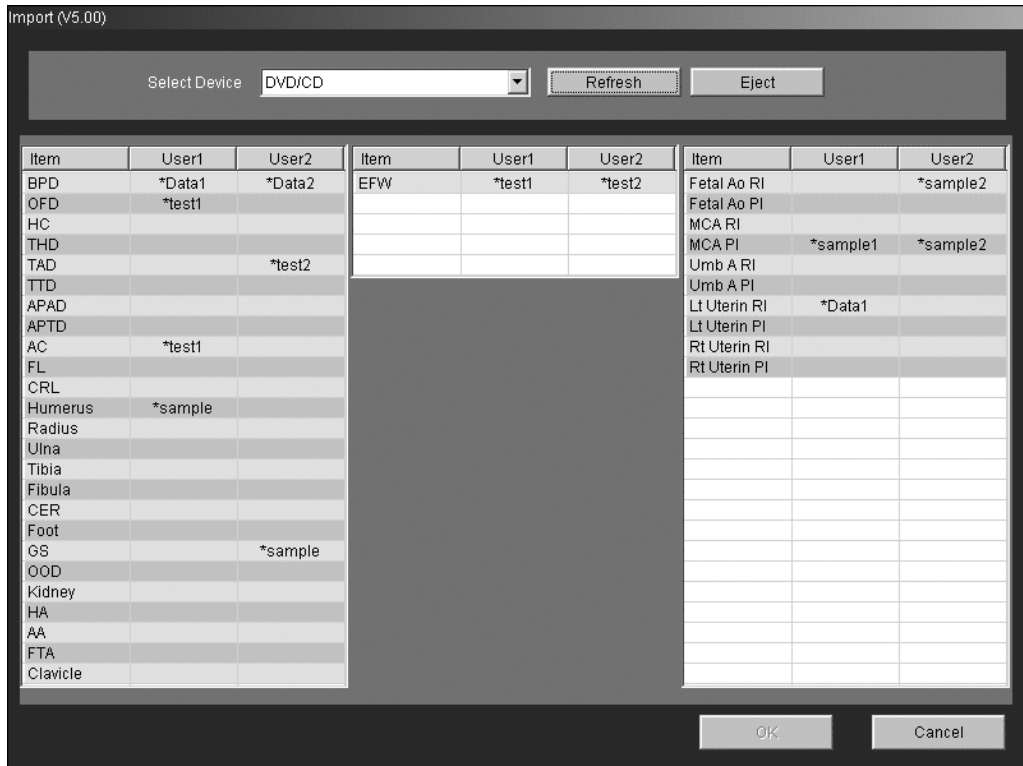 Import (V5.00)
Select Device DVD/CD Refresh Eject
Item User1 User2
BPD *Data1 *Data2
OFD *test1
HC
THD
TAD *test2
TTD
APAD
APTD
AC *test1
FL
CRL
Humerus *sample
Radius
Ulna
Tibia
Fibula
CER
Foot
GS *sample
OOD
Kidney
HA
AA
FTA
Clavicle
Item User1 User2
EFW *test1 *test2
Item User1 User2
Fetal Ao RI *sample2
Fetal Ao PI
MCA RI
MCA PI *sample1 *sample2
Umb A RI
Umb A PI
Lt Uterin RI *Data1
Lt Uterin PI
Rt Uterin RI
Rt Uterin PI
OK Cancel